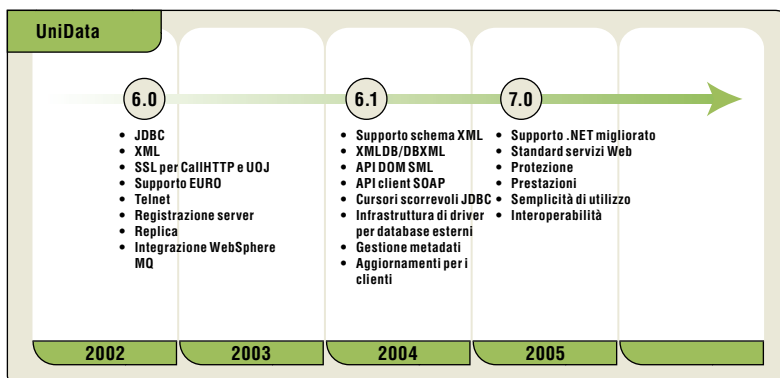 UniData
6.0
• JDBC
• XML
• SSL per CallHTTP e UOJ
• Supporto EURO
• Telnet
• Registrazione server
• Replica
• Integrazione WebSphere
MQ
6.1
• Supporto schema XML
• XMLDB/DBXML
• API DOM SML
• API client SOAP
• Cursori scorrevoli JDBC
• Infrastruttura di driver
per database esterni
• Gestione metadati
• Aggiornamenti per i
clienti
7.0
• Supporto .NET migliorato
• Standard servizi Web
• Protezione
• Prestazioni
• Semplicità di utilizzo
• Interoperabilità
2002
2003
2004
2005